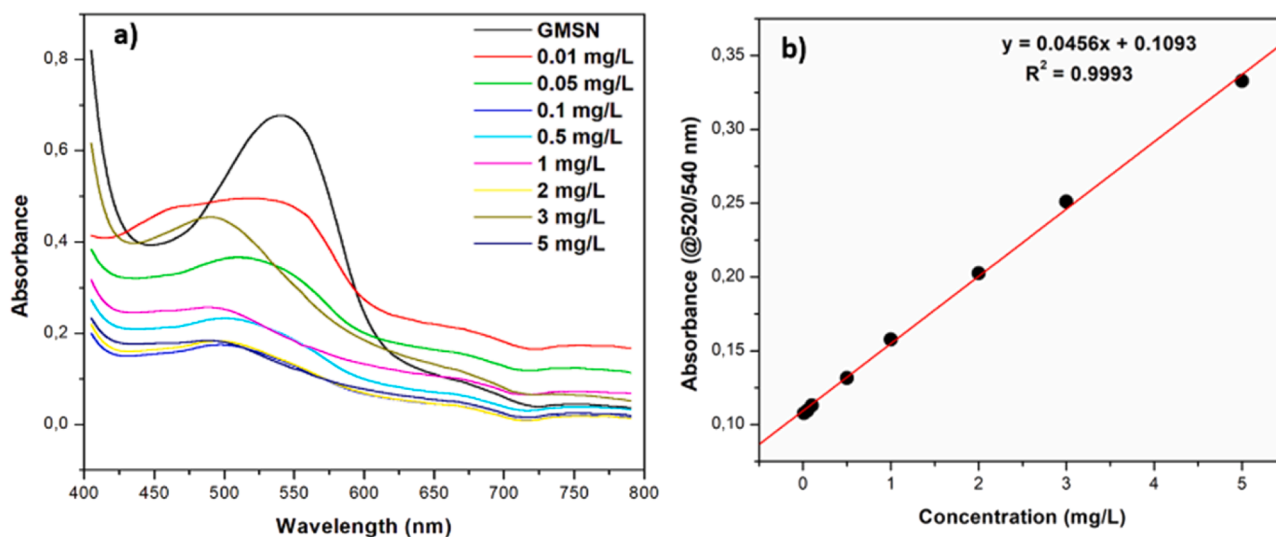 a)
GMSN
0.01 mg/L
0.05 mg/L
0.1 mg/L
0.5 mg/L
1 mg/L
2 mg/L
3 mg/L
5 mg/L
0,8
0,6
0,4
0,2
0,0
Absorbance
400 450 500 550 600 650 700 750 800
Wavelength (nm)
b)
y = 0.0456x + 0.1093
R² = 0.9993
0,35
0,30
0,25
0,20
0,15
0,10
Absorbance (@520/540 nm)
0 1 2 3 4 5
Concentration (mg/L)